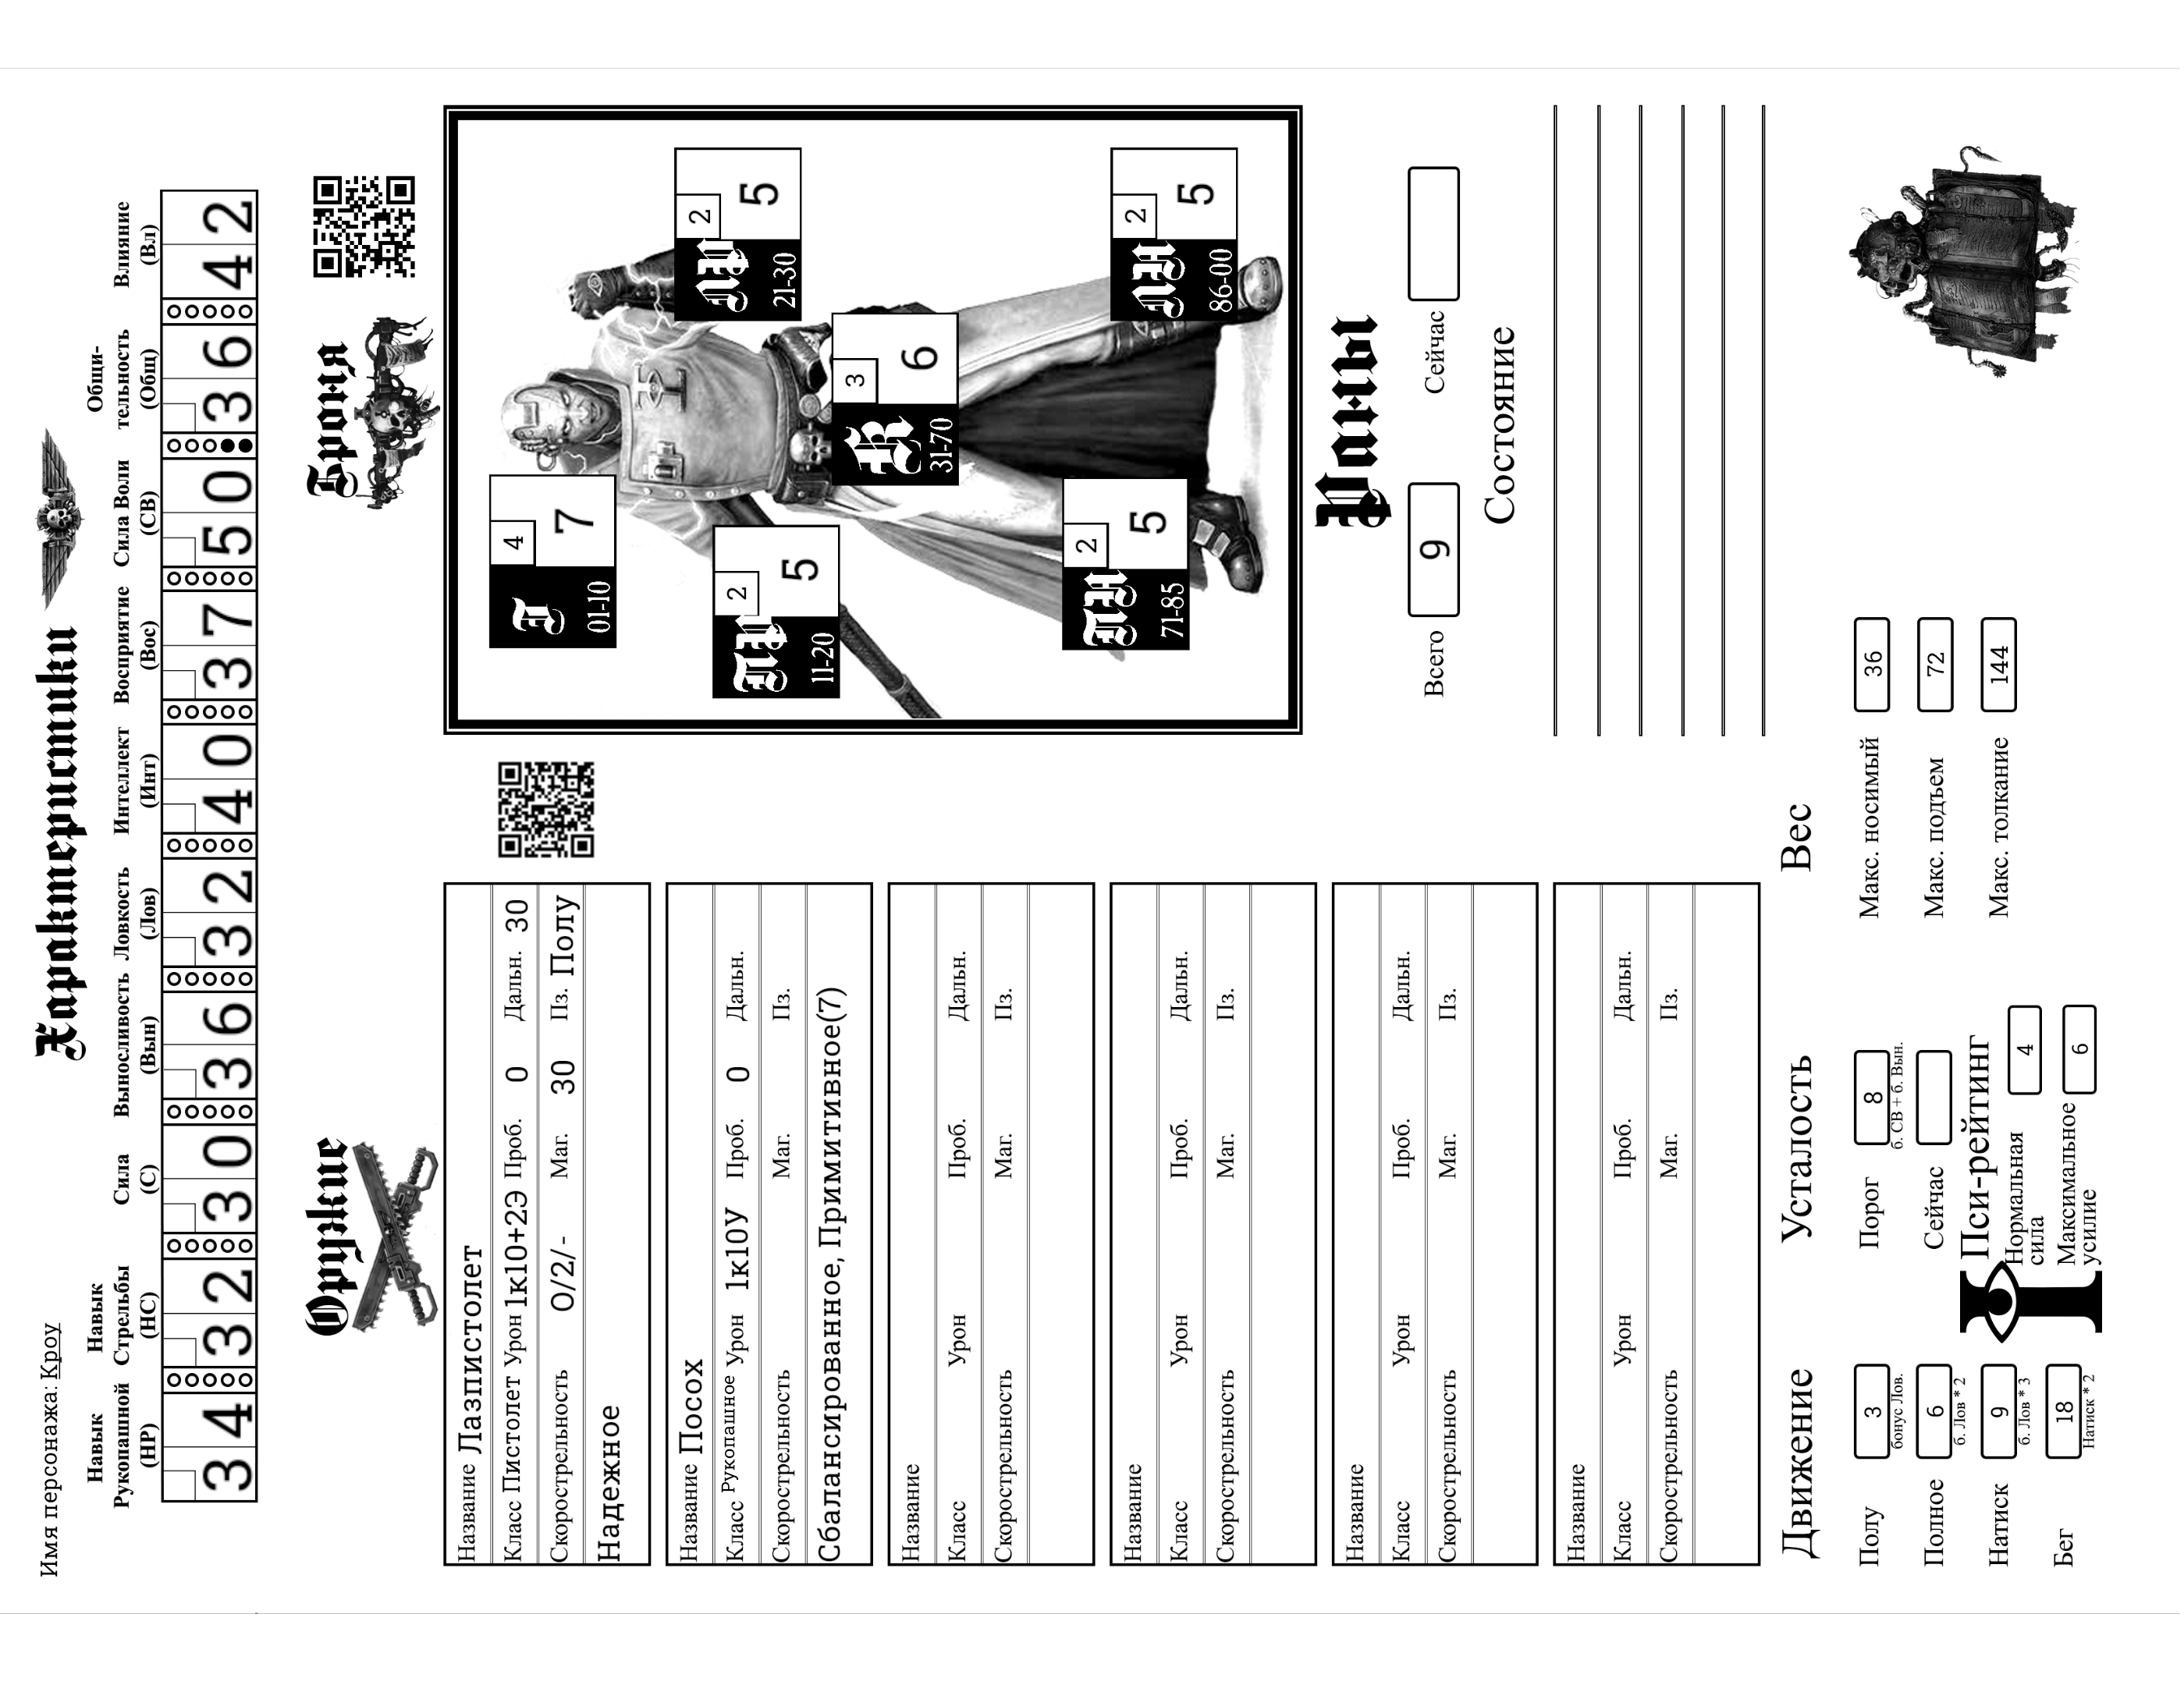 Имя персонажа: Кроу
Характеристики
Навык Рукопашной (НР)
Навык Стрельбы (НС)
Сила (С)
Выносливость (Вын)
Ловкость (Лов)
Интеллект (Инт)
Восприятие (Вос)
Сила Воли (СВ)
Общи-
тельность (Общ)
Влияние (Вл)
34 32 30 36 32 40 37 50 36 42
Оружие
Название Лазпистолет
Класс Пистолет Урон 1к10+2Э Проб. 0 Дальн. 30
Скорострельность О/2/- Маг. 30 Пз. Полу
Надежное
Название Посох
Класс Рукопашное Урон 1к10У Проб. 0 Дальн.
Скорострельность Маг. Пз.
Сбалансированное, Примитивное(7)
Название
Класс Урон Проб. Дальн.
Скорострельность Маг. Пз.
Название
Класс Урон Проб. Дальн.
Скорострельность Маг. Пз.
Название
Класс Урон Проб. Дальн.
Скорострельность Маг. Пз.
Название
Класс Урон Проб. Дальн.
Скорострельность Маг. Пз.
Броня
Г 01-10 4 7
ПР 11-20 2 5
ЛР 21-30 2 5
31-70 3 6
ПН 71-85 2 5
ЛН 86-00 2 5
Раны
Всего 9
Сейчас
Состояние
Движение
Полу 3
бонус Лов.
Полное 6
б. Лов * 2
Натиск 9
б. Лов * 3
Бег 18
Натиск * 2
Усталость
Порог 8
б. СВ + б. Вын.
Сейчас
Пси-рейтинг
Нормальная
сила 4
Максимальное
усилие 6
Вес
Макс. носимый 36
Макс. подъем 72
Макс. толкание 144